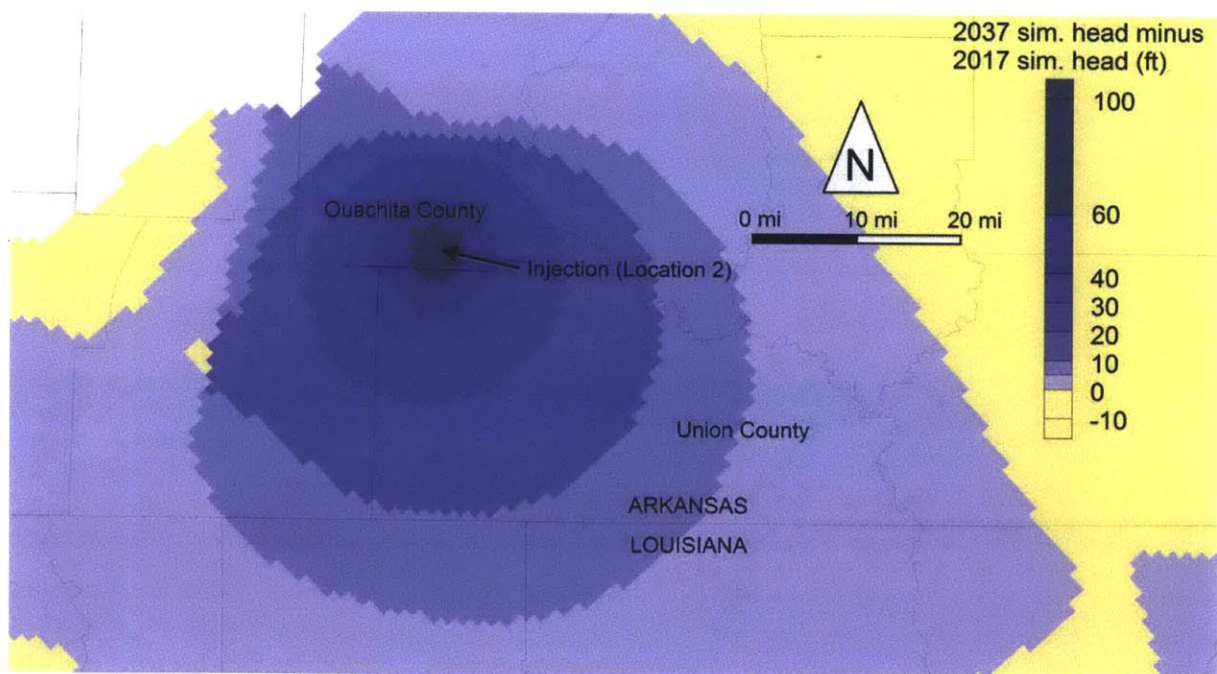 2037 sim. head minus
2017 sim. head (ft)
100
60
40
30
20
10
0
-10
N
0 mi 10 mi 20 mi
Ouachita County
Injection (Location 2)
Union County
ARKANSAS
LOUISIANA